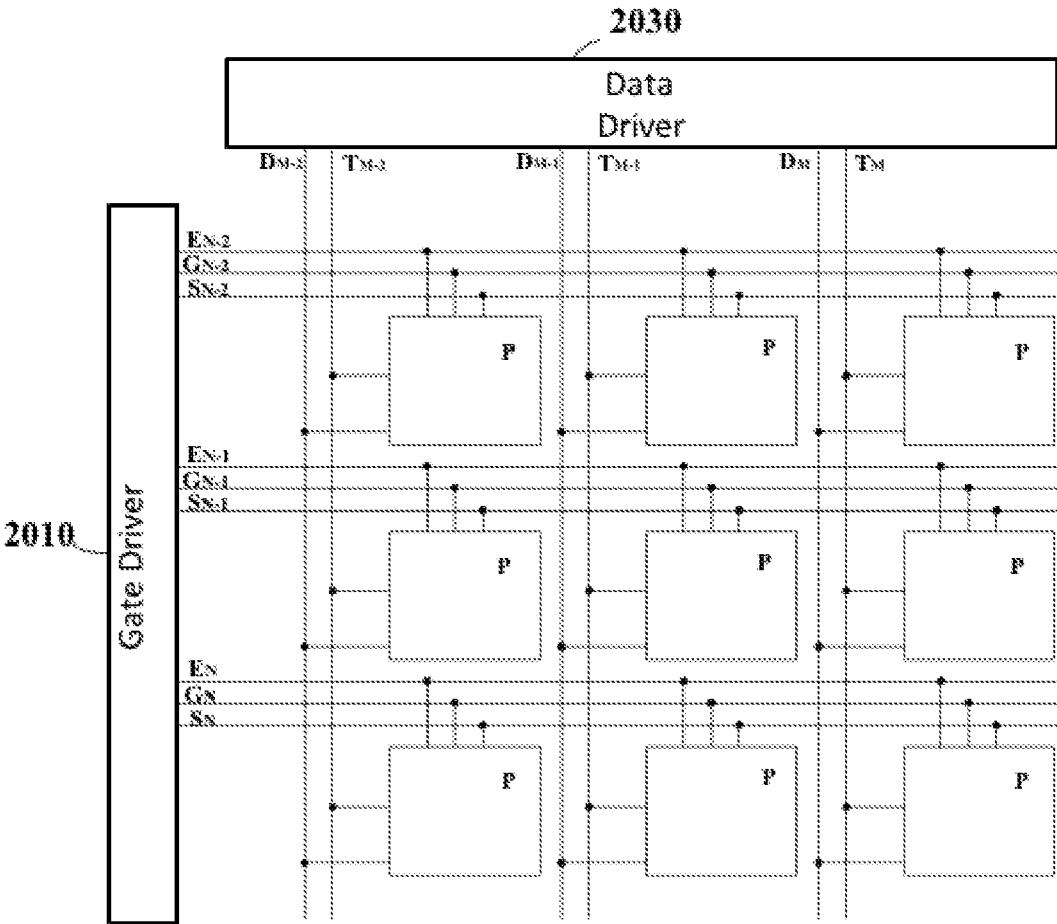 2030
Data
Driver
DM-2 TM-2 DM-1 TM-1 DM TM
EN-2
GN-2
SN-2
P P P
EN-1
GN-1
SN-1
2010
Gate Driver
P P P
EN
GN
SN
P P P